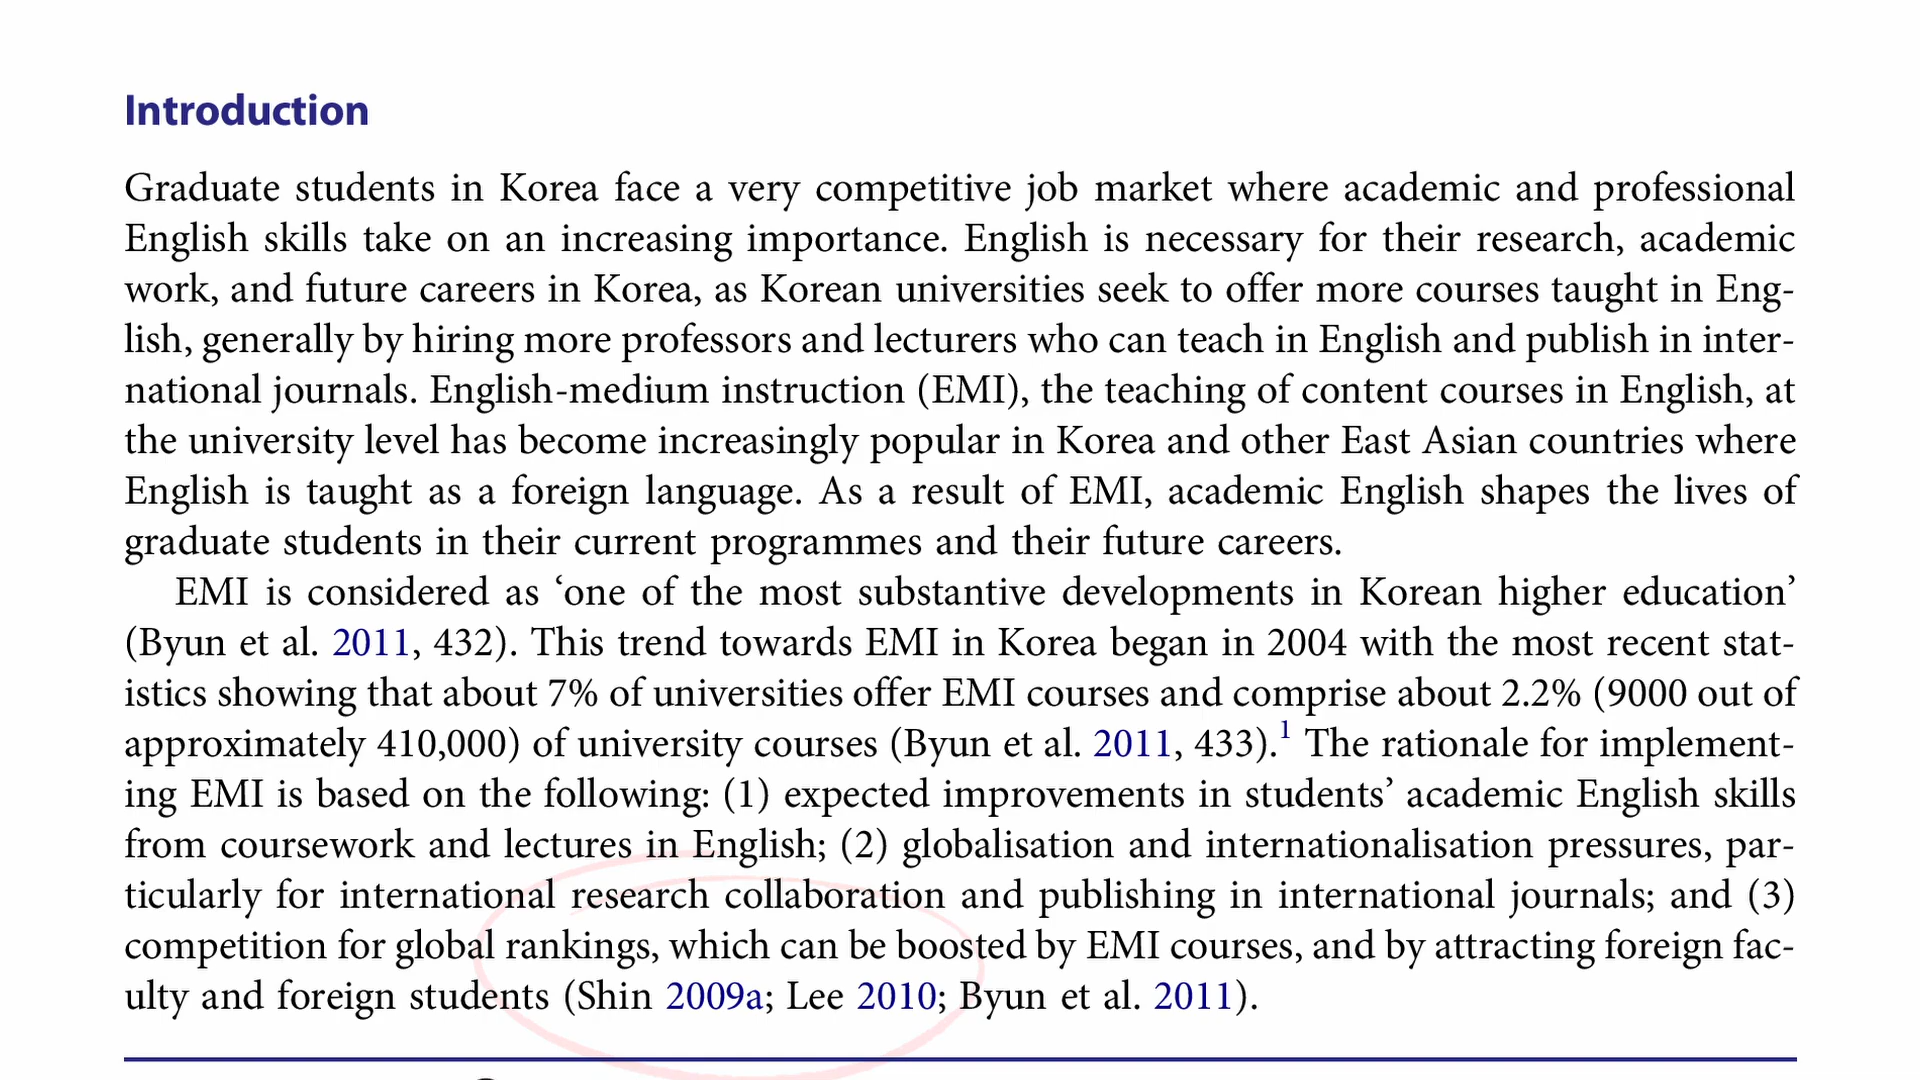 Introduction
Graduate students in Korea face a very competitive job market where academic and professional
English skills take on an increasing importance. English is necessary for their research, academic
work, and future careers in Korea, as Korean universities seek to offer more courses taught in Eng-
lish, generally by hiring more professors and lecturers who can teach in English and publish in inter-
national journals. English-medium instruction (EMI), the teaching of content courses in English, at
the university level has become increasingly popular in Korea and other East Asian countries where
English is taught as a foreign language. As a result of EMI, academic English shapes the lives of
graduate students in their current programmes and their future careers.
EMI is considered as ‘one of the most substantive developments in Korean higher education’
(Byun et al. 2011, 432). This trend towards EMI in Korea began in 2004 with the most recent stat-
istics showing that about 7% of universities offer EMI courses and comprise about 2.2% (9000 out of
approximately 410,000) of university courses (Byun et al. 2011, 433).1 The rationale for implement-
ing EMI is based on the following: (1) expected improvements in students’ academic English skills
from coursework and lectures in English; (2) globalisation and internationalisation pressures, par-
ticularly for international research collaboration and publishing in international journals; and (3)
competition for global rankings, which can be boosted by EMI courses, and by attracting foreign fac-
ulty and foreign students (Shin 2009a; Lee 2010; Byun et al. 2011).